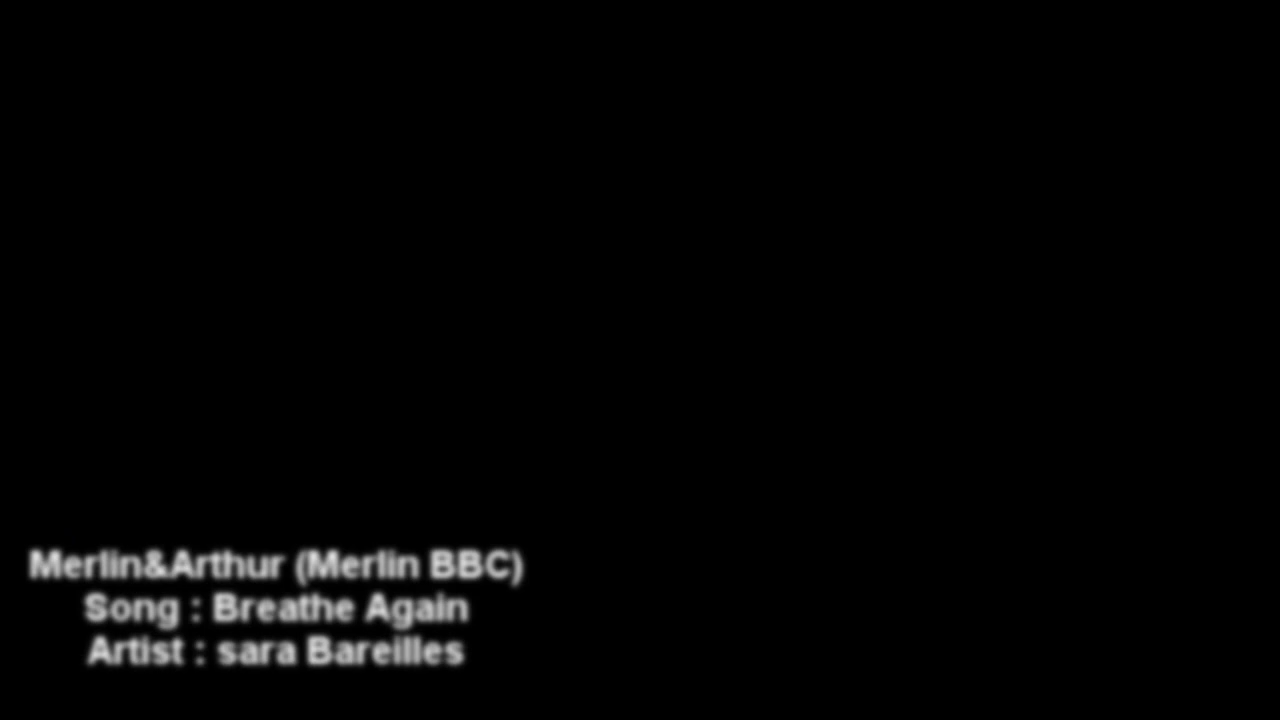 Merlin&Arthur (Merlin BBC)
Song : Breathe Again
Artist : sara Bareilles